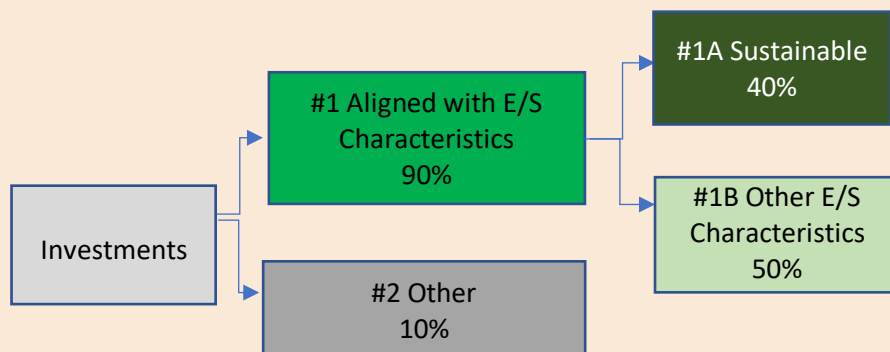 Investments
#1 Aligned with E/S
Characteristics
90%
#2 Other
10%
#1A Sustainable
40%
#1B Other E/S
Characteristics
50%